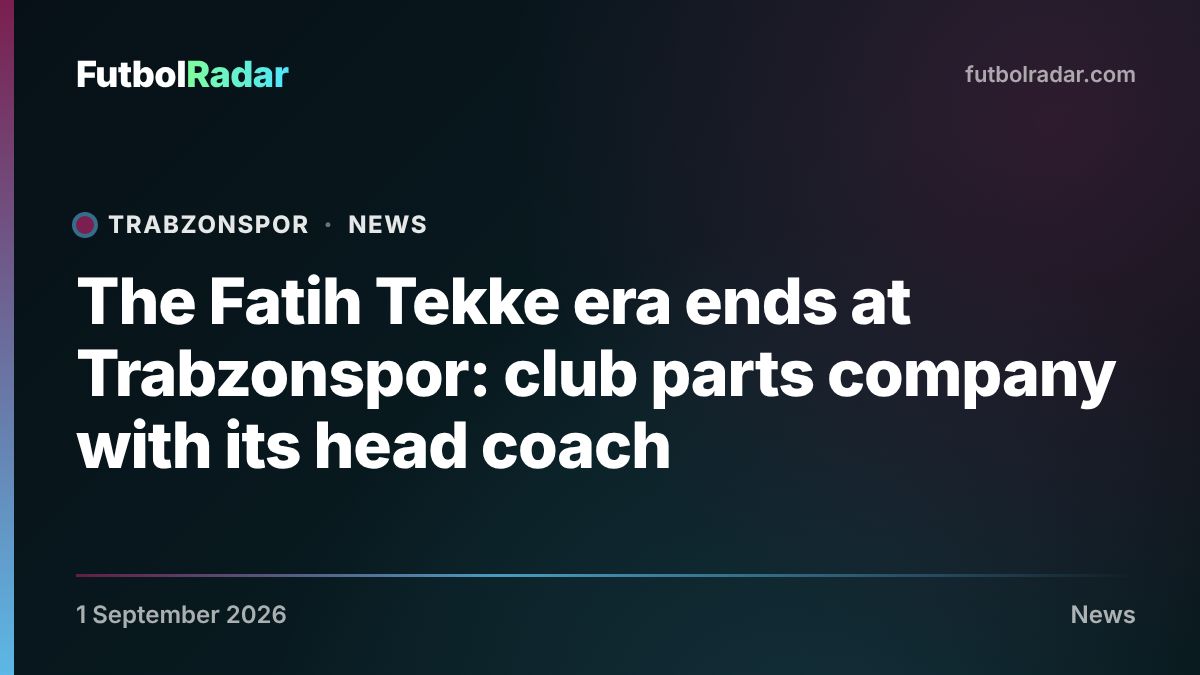 FutbolRadar
futbolradar.com
TRABZONSPOR · NEWS
The Fatih Tekke era ends at
Trabzonspor: club parts company
with its head coach
1 September 2026
News